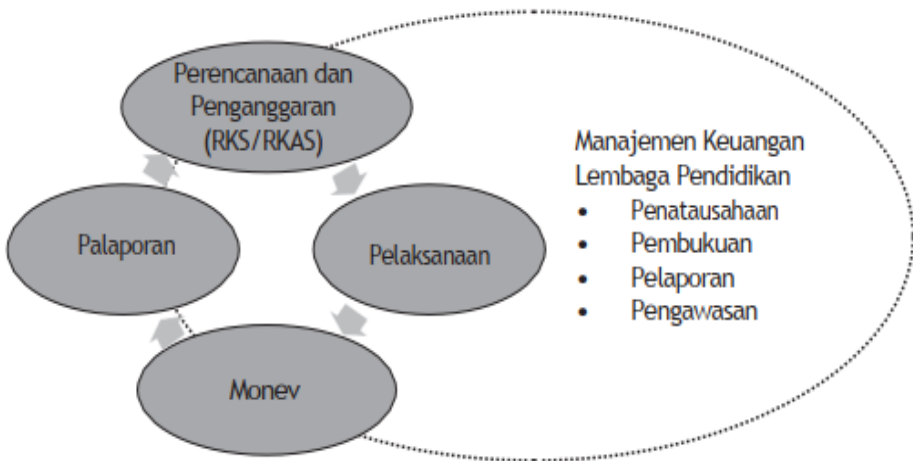 Perencanaan dan
Penganggaran
(RKS/RKAS)
Palaporan
Pelaksanaan
Monev
Manajemen Keuangan
Lembaga Pendidikan
• Penatausahaan
• Pembukuan
• Pelaporan
• Pengawasan